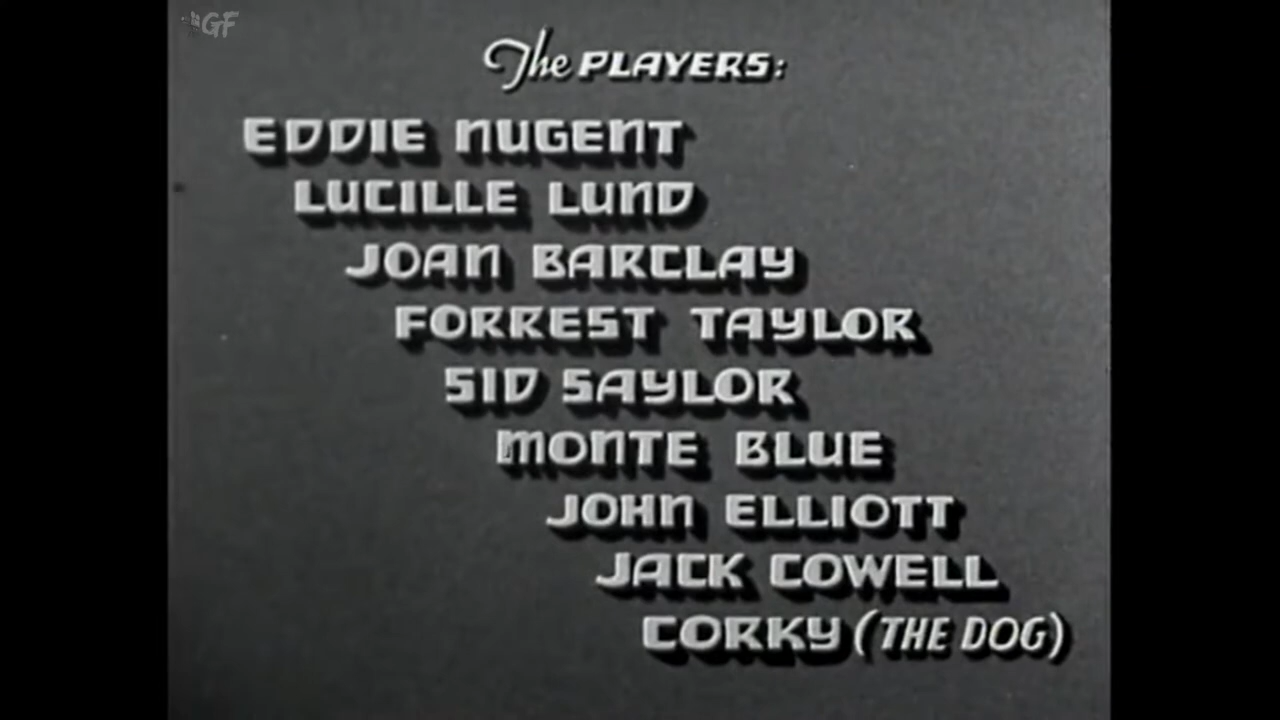 GF
The PLAYERS:
EDDIE NUGENT
LUCILLE LUND
JOAN BARCLAY
FORREST TAYLOR
SID SAYLOR
MONTE BLUE
JOHN ELLIOTT
JACK COWELL
CORKY (THE DOG)